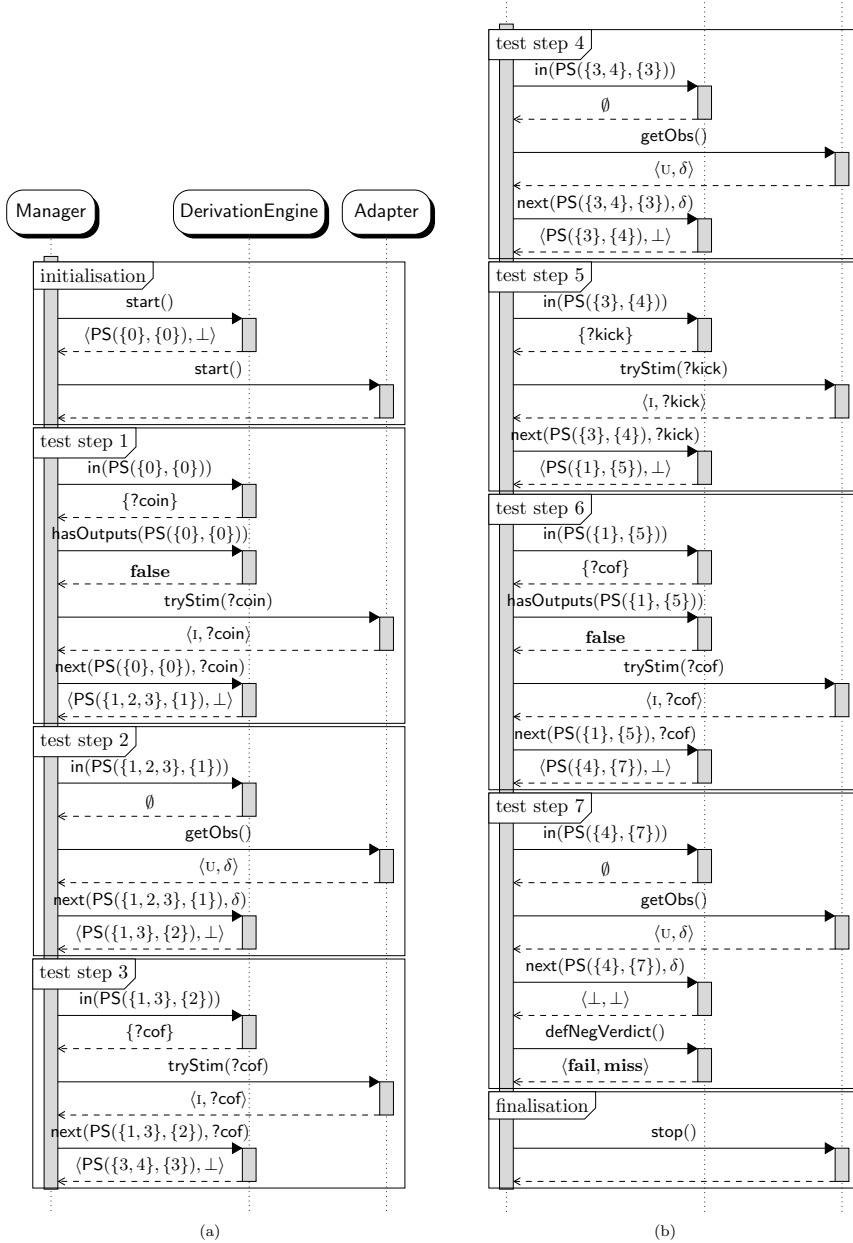 Manager
DerivationEngine
Adapter
initialisation
start()
⟨PS({0}, {0}), ⊥⟩
start()
test step 1
in(PS({0}, {0}))
{?coin}
hasOutputs(PS({0}, {0}))
false
tryStim(?coin)
⟨I, ?coin⟩
next(PS({0}, {0}), ?coin)
⟨PS({1, 2, 3}, {1}), ⊥⟩
test step 2
in(PS({1, 2, 3}, {1}))
∅
getObs()
⟨U, δ⟩
next(PS({1, 2, 3}, {1}), δ)
⟨PS({1, 3}, {2}), ⊥⟩
test step 3
in(PS({1, 3}, {2}))
{?cof}
tryStim(?cof)
⟨I, ?cof⟩
next(PS({1, 3}, {2}), ?cof)
⟨PS({3, 4}, {3}), ⊥⟩
(a)
test step 4
in(PS({3, 4}, {3}))
∅
getObs()
⟨U, δ⟩
next(PS({3, 4}, {3}), δ)
⟨PS({3}, {4}), ⊥⟩
test step 5
in(PS({3}, {4}))
{?kick}
tryStim(?kick)
⟨I, ?kick⟩
next(PS({3}, {4}), ?kick)
⟨PS({1}, {5}), ⊥⟩
test step 6
in(PS({1}, {5}))
{?cof}
hasOutputs(PS({1}, {5}))
false
tryStim(?cof)
⟨I, ?cof⟩
next(PS({1}, {5}), ?cof)
⟨PS({4}, {7}), ⊥⟩
test step 7
in(PS({4}, {7}))
∅
getObs()
⟨U, δ⟩
next(PS({4}, {7}), δ)
⟨⊥, ⊥⟩
defNegVerdict()
⟨fail, miss⟩
finalisation
stop()
(b)